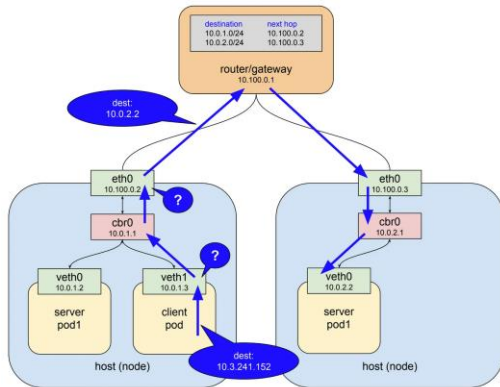 destination next hop
10.0.1.0/24 10.100.0.2
10.0.2.0/24 10.100.0.3
router/gateway
10.100.0.1
dest:
10.0.2.2
eth0
10.100.0.2
?
cbr0
10.0.1.1
?
veth0
10.0.1.2
veth1
10.0.1.3
server
pod1
client
pod
dest:
10.3.241.152
host (node)
eth0
10.100.0.3
cbr0
10.0.2.1
veth0
10.0.2.2
server
pod1
host (node)